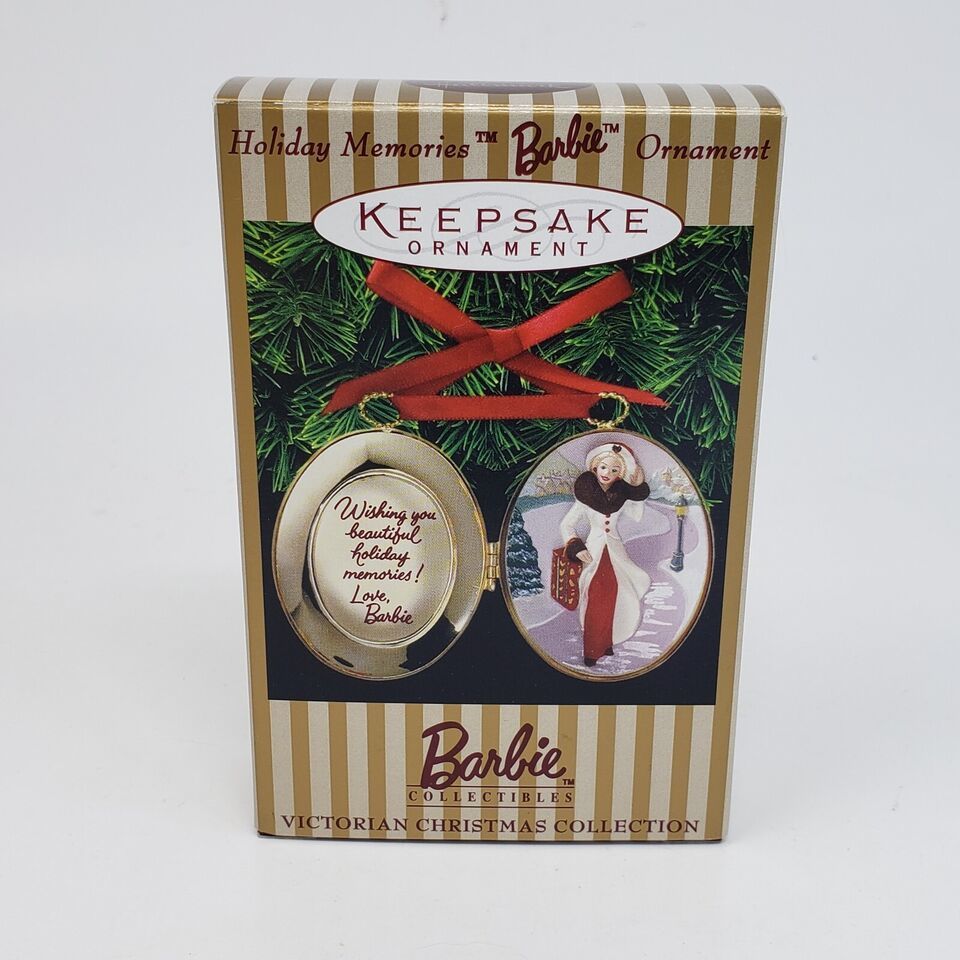 Holiday Memories™ Barbie™ Ornament
KEEPSAKE
ORNAMENT
Wishing you
beautiful
holiday
memories!
Love,
Barbie
Barbie™
COLLECTIBLES
VICTORIAN CHRISTMAS COLLECTION